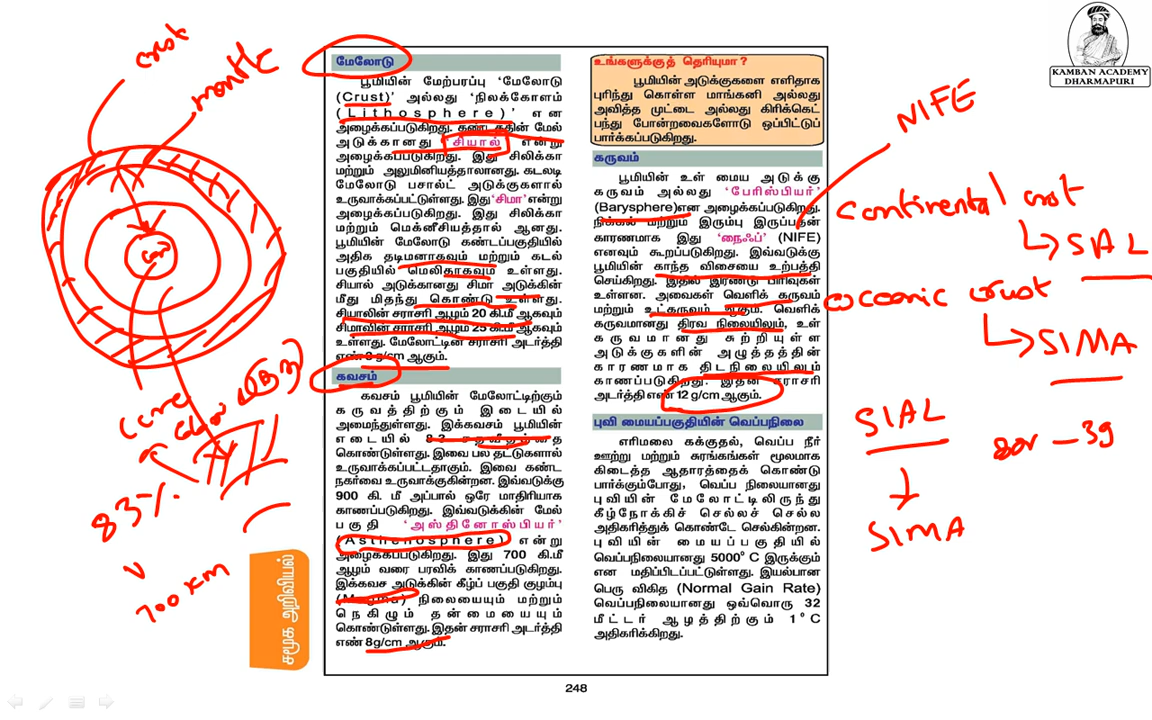 KAMBAN ACADEMY
DHARMAPURI
மேலோடு
பூமியின் மேற்பரப்பு 'மேலோடு
(Crust)' அல்லது 'நிலக்கோளம்
(Lithosphere)' என
அழைக்கப்படுகிறது. கண்டத்தின் மேல்
அடுக்கானது சியால் என்று
அழைக்கப்படுகிறது. இது சிலிக்கா
மற்றும் அலுமினியத்தாலானது. கடலடி
மேலோடு பசால்ட் அடுக்குகளால்
உருவாக்கப்பட்டுள்ளது. இது 'சிமா' என்று
அழைக்கப்படுகிறது. இது சிலிக்கா
மற்றும் மெக்னீசியத்தால் ஆனது.
பூமியின் மேலோடு கண்டப்பகுதியில்
அதிக தடிமனாகவும் மற்றும் கடல்
பகுதியில் மெலிதாகவும் உள்ளது.
சியால் அடுக்கானது சிமா அடுக்கின்
மீது மிதந்து கொண்டு உள்ளது.
சியாலின் சராசரி ஆழம் 20 கி.மீ ஆகவும்
சிமாவின் சராசரி ஆழம் 25 கி.மீ ஆகவும்
உள்ளது. மேலோட்டின் சராசரி அடர்த்தி
எண் 3 g/cm ஆகும்.
கவசம்
கவசம் பூமியின் மேலோட்டிற்கும்
கருவத்திற்கும் இடையில்
அமைந்துள்ளது. இக்கவசம் பூமியின்
எடையில் 83 சதவீதத்தை
கொண்டுள்ளது. இவை பல தட்டுகளால்
உருவாக்கப்பட்டதாகும். இவை கண்ட
நகர்வை உருவாக்குகின்றன. இவ்வடுக்கு
900 கி. மீ அப்பால் ஒரே மாதிரியாக
காணப்படுகிறது. இவ்வடுக்கின் மேல்
பகுதி 'அஸ்தினோஸ்பியர்'
(Asthenosphere) என்று
அழைக்கப்படுகிறது. இது 700 கி.மீ
ஆழம் வரை பரவிக் காணப்படுகிறது.
இக்கவச அடுக்கின் கீழ்ப் பகுதி குழம்பு
(Magma) நிலையையும் மற்றும்
நெகிழும் தன்மையையும்
கொண்டுள்ளது. இதன் சராசரி அடர்த்தி
எண் 8g/cm ஆகும்.
உங்களுக்குத் தெரியுமா?
பூமியின் அடுக்குகளை எளிதாக
புரிந்து கொள்ள மாங்கனி அல்லது
அவித்த முட்டை அல்லது கிரிக்கெட்
பந்து போன்றவைகளோடு ஒப்பிட்டுப்
பார்க்கப்படுகிறது.
கருவம்
பூமியின் உள் மைய அடுக்கு
கருவம் அல்லது 'பேரிஸ்பியர்'
(Barysphere)என அழைக்கப்படுகிறது.
நிக்கல் மற்றும் இரும்பு இருப்பதன்
காரணமாக இது 'நைஃப்' (NIFE)
எனவும் கூறப்படுகிறது. இவ்வடுக்கு
பூமியின் காந்த விசையை உற்பத்தி
செய்கிறது. இதில் இரண்டு பிரிவுகள்
உள்ளன. அவைகள் வெளிக் கருவம்
மற்றும் உட்கருவம் ஆகும். வெளிக்
கருவமானது திரவ நிலையிலும், உள்
கருவமானது சுற்றியுள்ள
அடுக்குகளின் அழுத்தத்தின்
காரணமாக திடநிலையிலும்
காணப்படுகிறது. இதன் சராசரி
அடர்த்தி எண் 12 g/cm ஆகும்.
புவி மையப்பகுதியின் வெப்பநிலை
எரிமலை கக்குதல், வெப்ப நீர்
ஊற்று மற்றும் சுரங்கங்கள் மூலமாக
கிடைத்த ஆதாரத்தைக் கொண்டு
பார்க்கும்போது, வெப்ப நிலையானது
புவியின் மேலோட்டிலிருந்து
கீழ்நோக்கிச் செல்லச் செல்ல
அதிகரித்துக் கொண்டே செல்கின்றன.
புவியின் மையப்பகுதியில்
வெப்பநிலையானது 5000° C இருக்கும்
என மதிப்பிடப்பட்டுள்ளது. இயல்பான
பெரு விகித (Normal Gain Rate)
வெப்பநிலையானது ஒவ்வொரு 32
மீட்டர் ஆழத்திற்கும் 1°C
அதிகரிக்கிறது.
சமூக அறிவியல்
248
crust
mantle
core
83%
700 km
NIFE
continental crust
SIAL
occeanic crust
SIMA
SIAL
SIMA